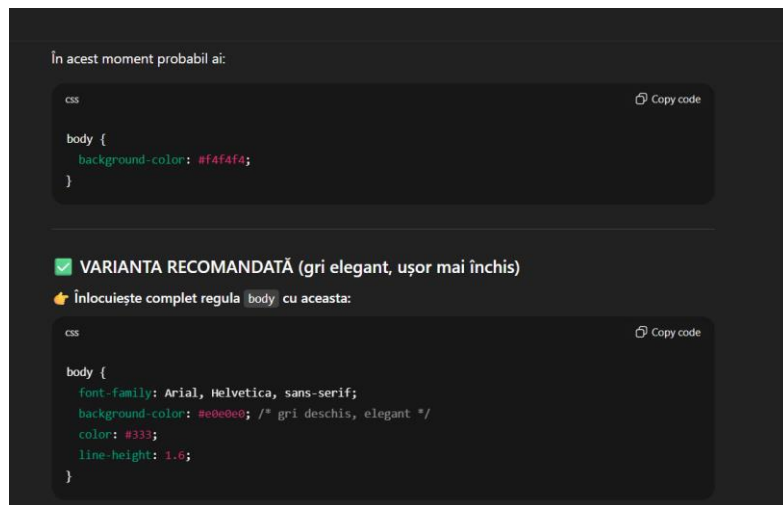 În acest moment probabil ai:
css
Copy code
body {
background-color: #f4f4f4;
}
✅ VARIANTA RECOMANDATĂ (gri elegant, ușor mai închis)
👉 Înlocuiește complet regula body cu aceasta:
css
Copy code
body {
font-family: Arial, Helvetica, sans-serif;
background-color: #e0e0e0; /* gri deschis, elegant */
color: #333;
line-height: 1.6;
}